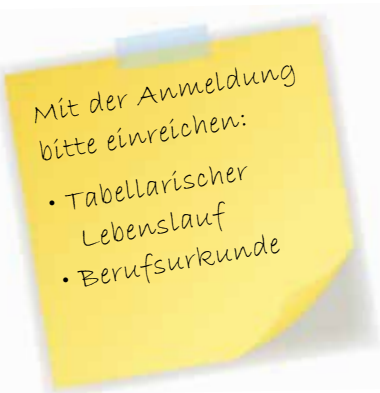 Mit der Anmeldung
bitte einreichen:
• Tabellarischer
Lebenslauf
• Berufsurkunde